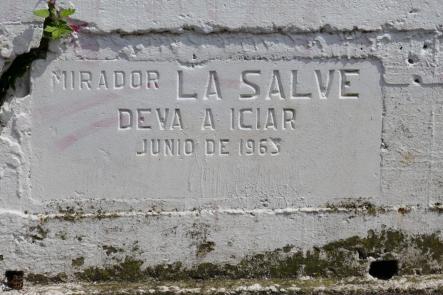 MIRADOR LA SALVE
DEVA A ICIAR
JUNIO DE 1963